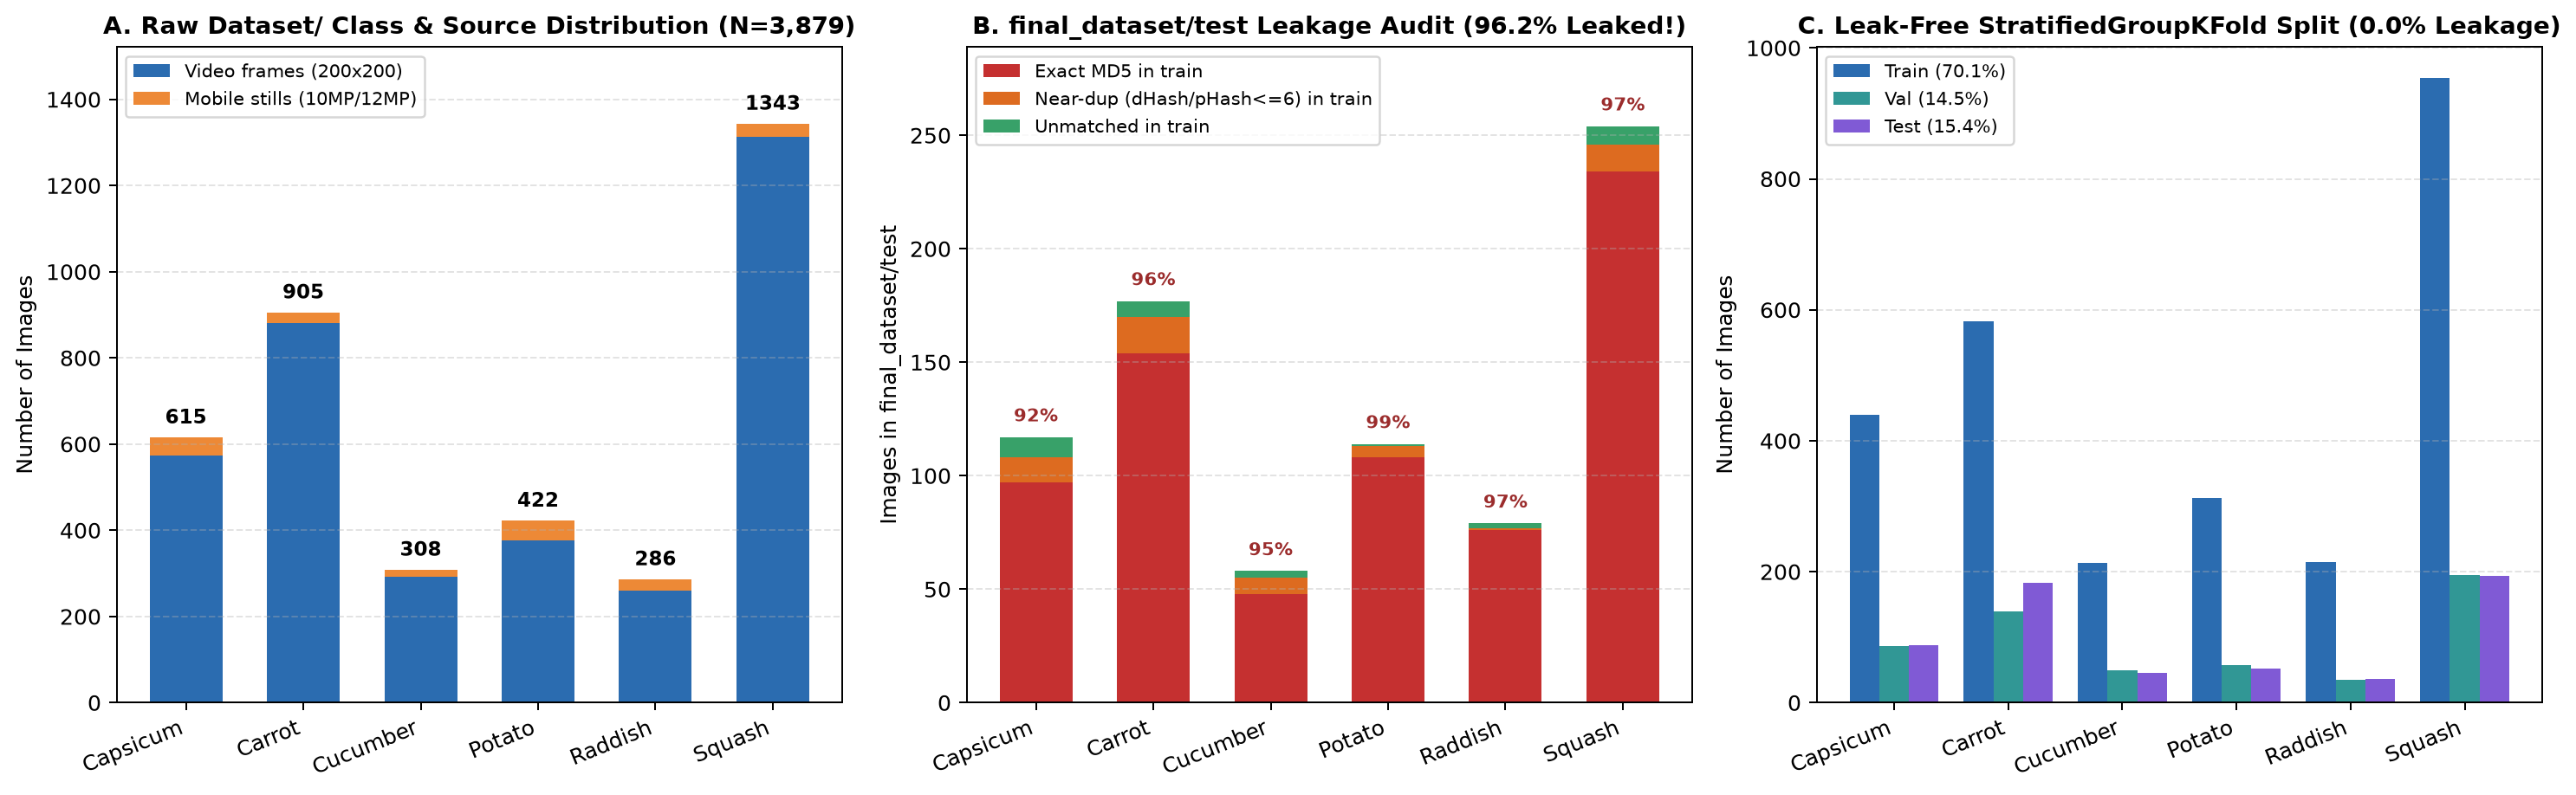 A. Raw Dataset/ Class & Source Distribution (N=3,879)
Video frames (200x200)
Mobile stills (10MP/12MP)
Number of Images
1400
1200
1000
800
600
400
200
0
615
905
308
422
286
1343
Capsicum
Carrot
Cucumber
Potato
Raddish
Squash
B. final_dataset/test Leakage Audit (96.2% Leaked!)
Exact MD5 in train
Near-dup (dHash/pHash<=6) in train
Unmatched in train
Images in final_dataset/test
250
200
150
100
50
0
92%
96%
95%
99%
97%
97%
Capsicum
Carrot
Cucumber
Potato
Raddish
Squash
C. Leak-Free StratifiedGroupKFold Split (0.0% Leakage)
Train (70.1%)
Val (14.5%)
Test (15.4%)
Number of Images
1000
800
600
400
200
0
Capsicum
Carrot
Cucumber
Potato
Raddish
Squash